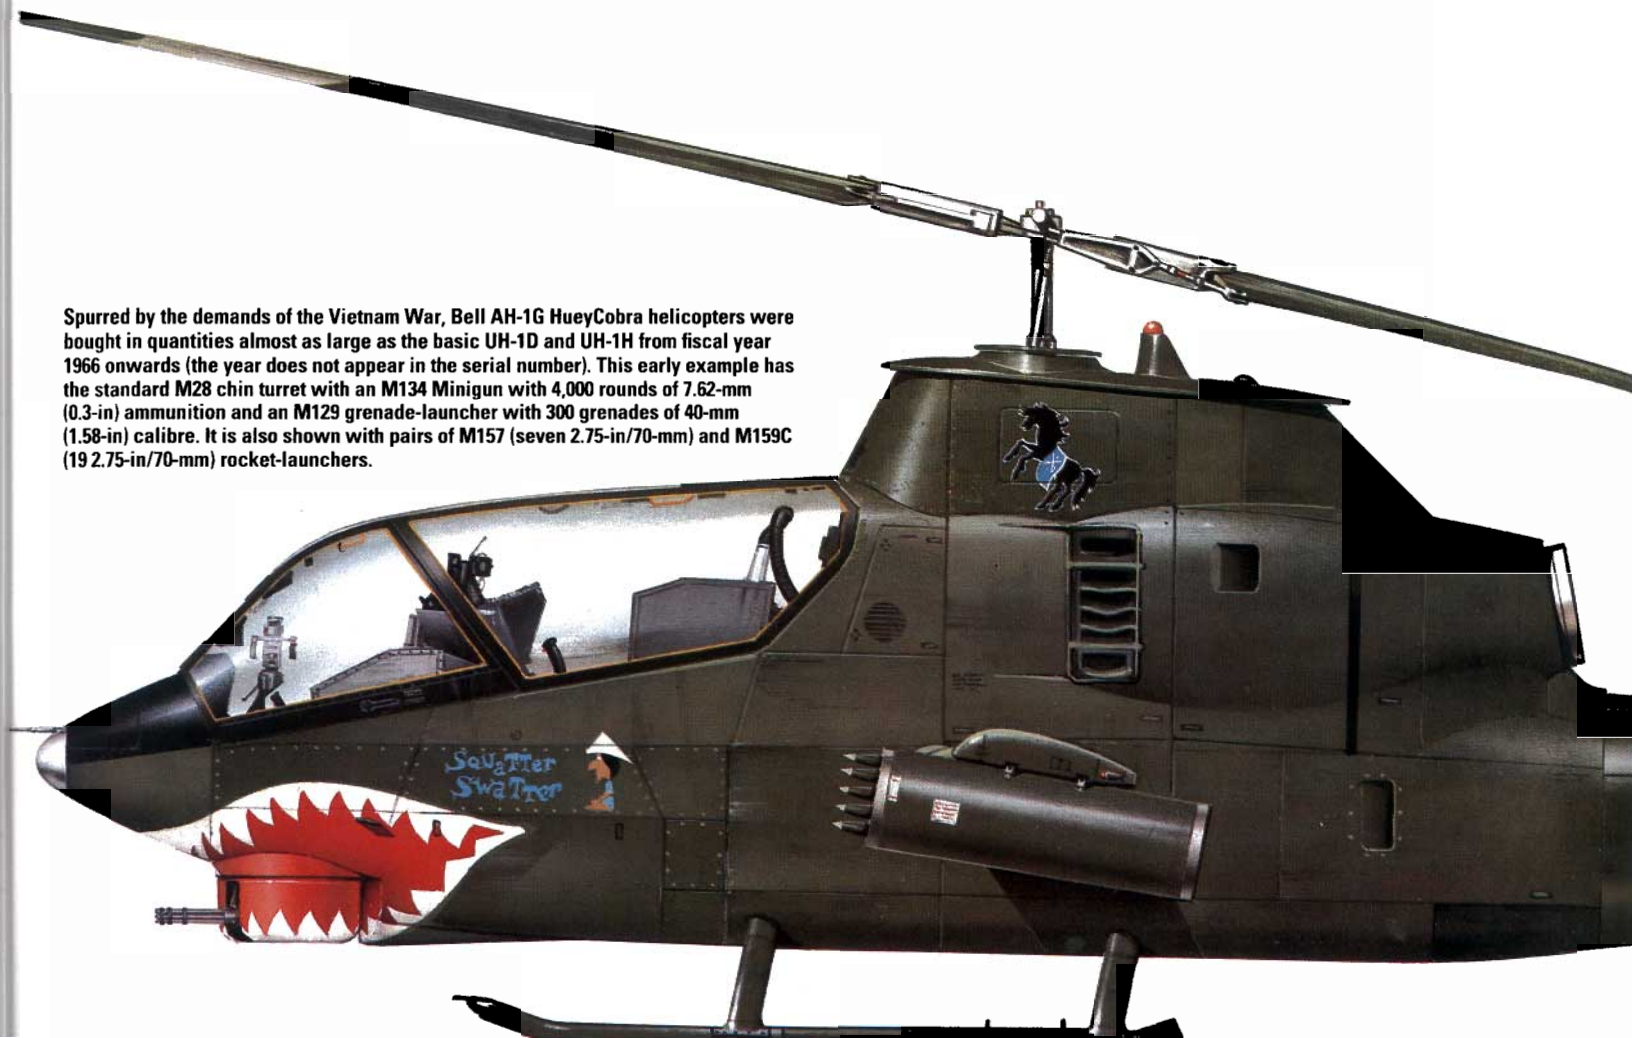 Spurred by the demands of the Vietnam War, Bell AH-1G HueyCobra helicopters were
bought in quantities almost as large as the basic UH-1D and UH-1H from fiscal year
1966 onwards (the year does not appear in the serial number). This early example has
the standard M28 chin turret with an M134 Minigun with 4,000 rounds of 7.62-mm
(0.3-in) ammunition and an M129 grenade-launcher with 300 grenades of 40-mm
(1.58-in) calibre. It is also shown with pairs of M157 (seven 2.75-in/70-mm) and M159C
(19 2.75-in/70-mm) rocket-launchers.
SquaTTer
SwaTTer